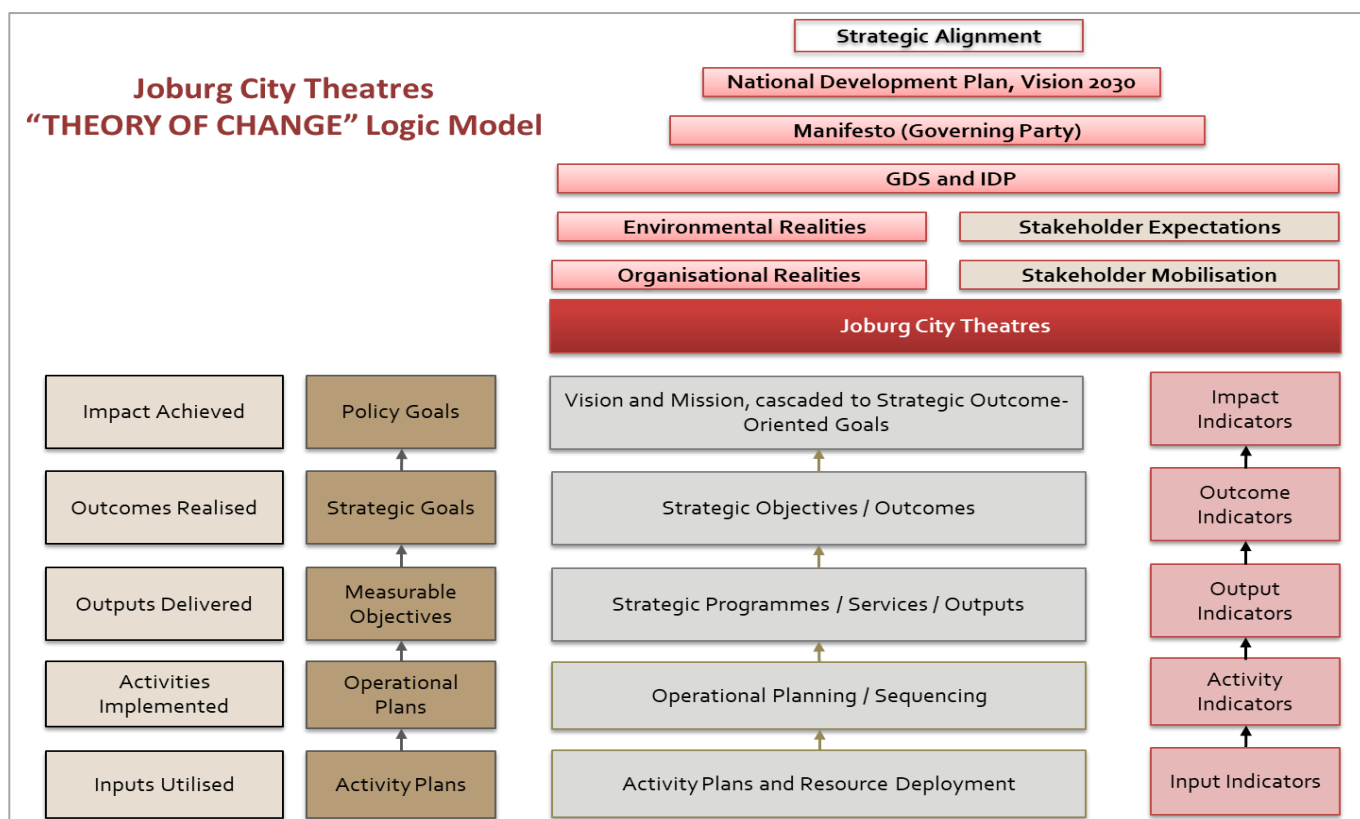 Strategic Alignment
National Development Plan, Vision 2030
Joburg City Theatres
“THEORY OF CHANGE” Logic Model
Manifesto (Governing Party)
GDS and IDP
Environmental Realities
Stakeholder Expectations
Organisational Realities
Stakeholder Mobilisation
Joburg City Theatres
Impact Achieved
Policy Goals
Vision and Mission, cascaded to Strategic Outcome-
Oriented Goals
Impact
Indicators
Outcomes Realised
Strategic Goals
Strategic Objectives / Outcomes
Outcome
Indicators
Outputs Delivered
Measurable
Objectives
Strategic Programmes / Services / Outputs
Output
Indicators
Activities
Implemented
Operational
Plans
Operational Planning / Sequencing
Activity
Indicators
Inputs Utilised
Activity Plans
Activity Plans and Resource Deployment
Input Indicators